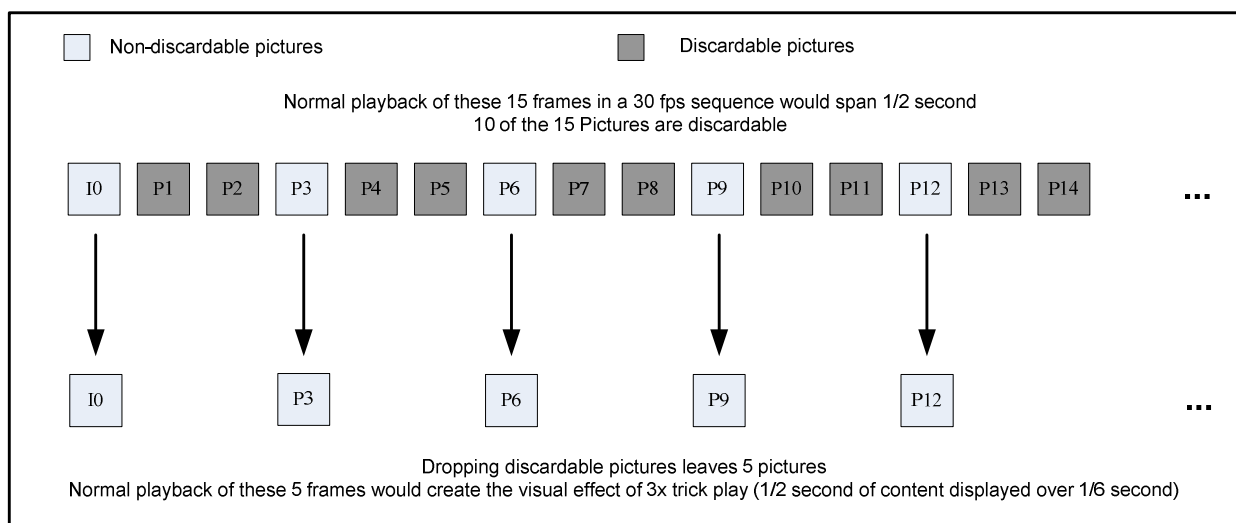 Non-discardable pictures
Discardable pictures
Normal playback of these 15 frames in a 30 fps sequence would span 1/2 second
10 of the 15 Pictures are discardable
I0 P1 P2 P3 P4 P5 P6 P7 P8 P9 P10 P11 P12 P13 P14 ...
I0 P3 P6 P9 P12 ...
Dropping discardable pictures leaves 5 pictures
Normal playback of these 5 frames would create the visual effect of 3x trick play (1/2 second of content displayed over 1/6 second)